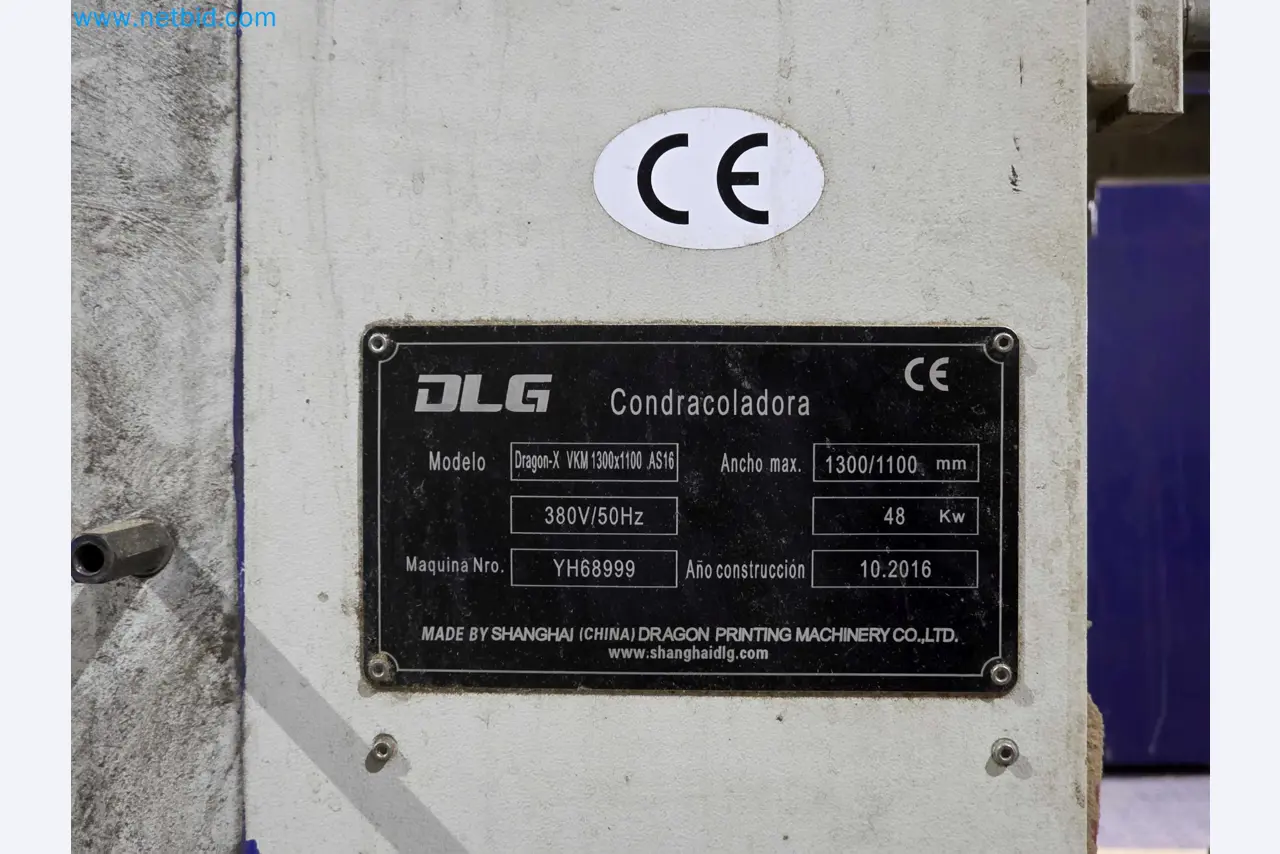 www.netbid.com
CE
CE
DLG Condracoladora
Modelo Dragon-X VKM 1300x1100 AS16 Ancho max. 1300/1100 mm
380V/50Hz 48 Kw
Maquina Nro. YH68999 Año construcción 10.2016
MADE BY SHANGHAI (CHINA) DRAGON PRINTING MACHINERY CO.,LTD.
www.shanghaidlg.com